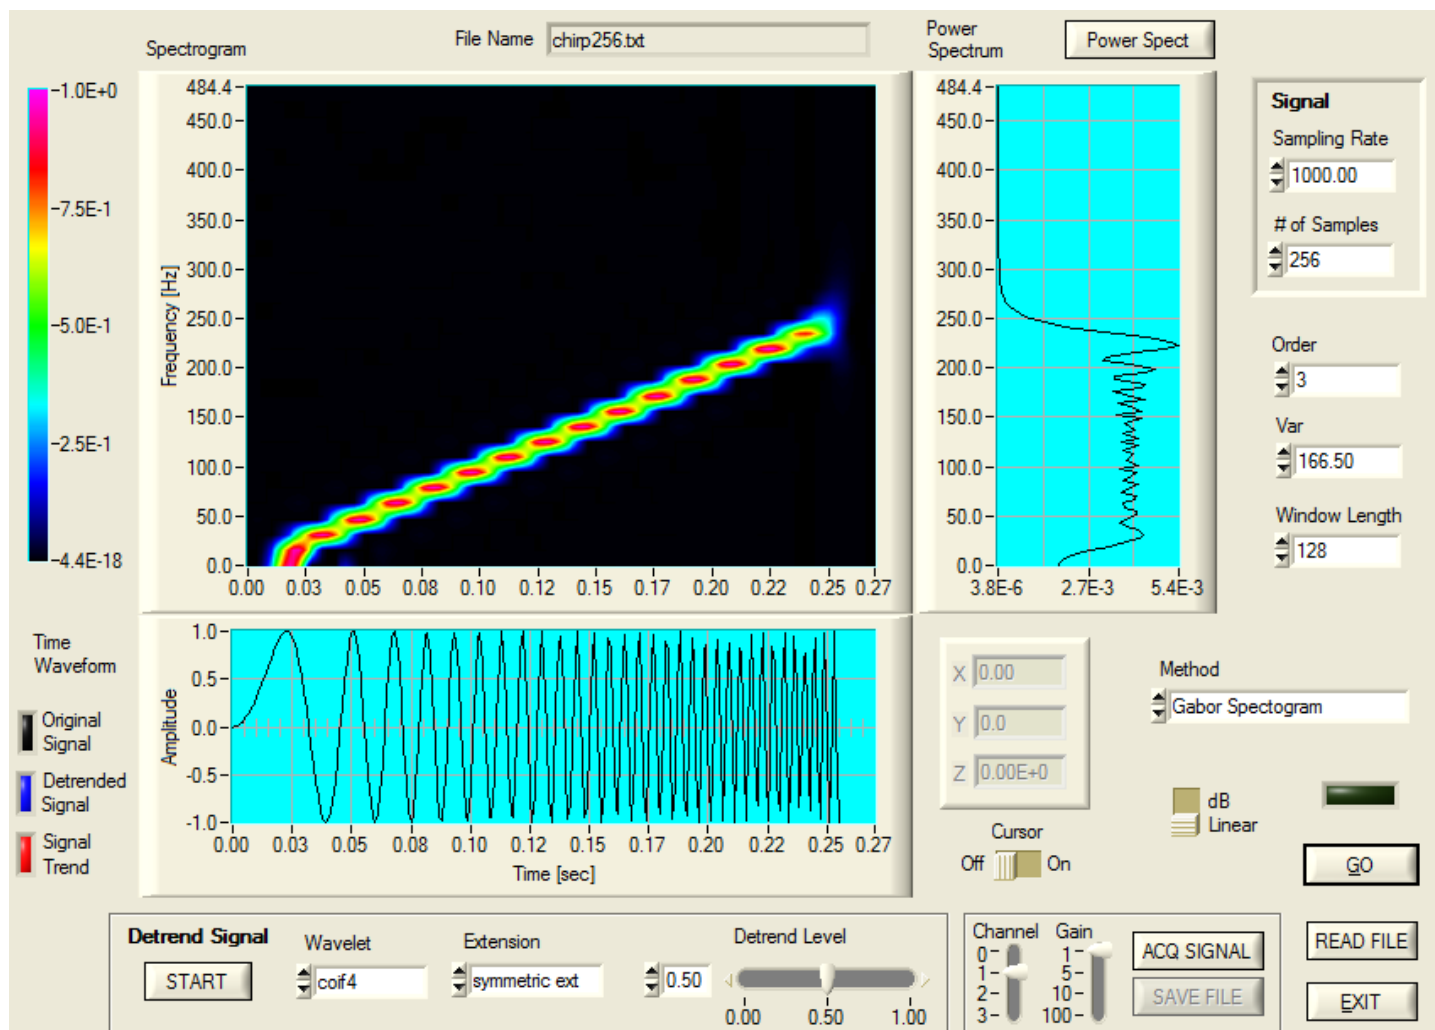 Spectrogram
File Name chirp256.txt
Power
Spectrum
Power Spect
1.0E+0
7.5E-1
5.0E-1
2.5E-1
4.4E-18
Frequency [Hz]
484.4
450.0
400.0
350.0
300.0
250.0
200.0
150.0
100.0
50.0
0.0
0.00 0.03 0.05 0.08 0.10 0.12 0.15 0.17 0.20 0.22 0.25 0.27
484.4
450.0
400.0
350.0
300.0
250.0
200.0
150.0
100.0
50.0
0.0
3.8E-6 2.7E-3 5.4E-3
Signal
Sampling Rate
1000.00
# of Samples
256
Order
3
Var
166.50
Window Length
128
Time
Waveform
Original
Signal
Detrended
Signal
Signal
Trend
Amplitude
1.0
0.5
0.0
-0.5
-1.0
0.00 0.03 0.05 0.08 0.10 0.12 0.15 0.17 0.20 0.22 0.25 0.27
Time [sec]
X 0.00
Y 0.0
Z 0.00E+0
Cursor
Off On
Method
Gabor Spectogram
dB
Linear
GO
Detrend Signal
START
Wavelet
coif4
Extension
symmetric ext
Detrend Level
0.50
0.00 0.50 1.00
Channel Gain
0 1
1 5
2 10
3 100
ACQ SIGNAL
SAVE FILE
READ FILE
EXIT